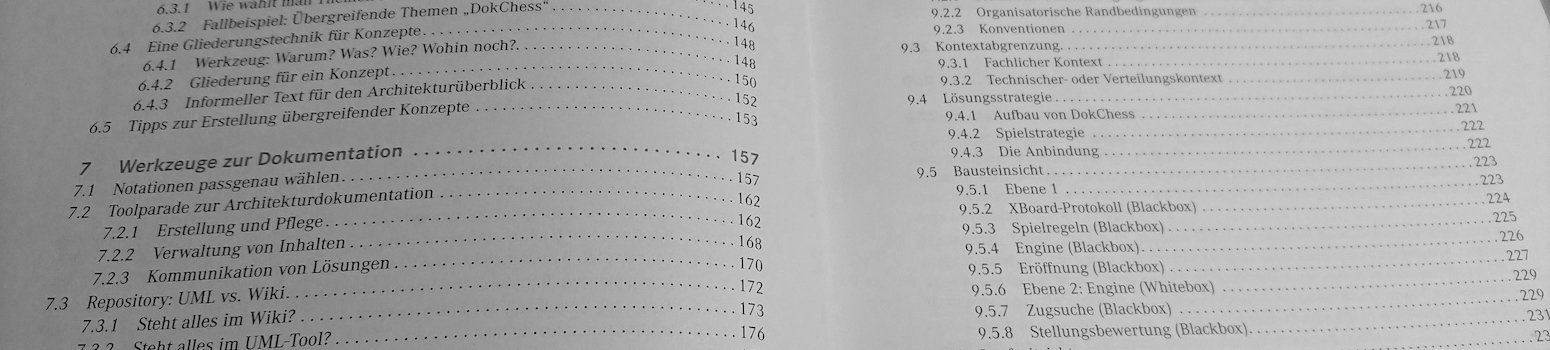 6.3.1 Wie wählt man 145
6.3.2 Fallbeispiel: Übergreifende Themen „DokChess“ 146
6.4 Eine Gliederungstechnik für Konzepte 148
6.4.1 Werkzeug: Warum? Was? Wie? Wohin noch? 148
6.4.2 Gliederung für ein Konzept 150
6.4.3 Informeller Text für den Architekturüberblick 152
6.5 Tipps zur Erstellung übergreifender Konzepte 153
7 Werkzeuge zur Dokumentation 157
7.1 Notationen passgenau wählen 157
7.2 Toolparade zur Architekturdokumentation 162
7.2.1 Erstellung und Pflege 162
7.2.2 Verwaltung von Inhalten 168
7.2.3 Kommunikation von Lösungen 170
7.3 Repository: UML vs. Wiki 172
7.3.1 Steht alles im Wiki? 173
7.3.2 Steht alles im UML-Tool? 176
9.2.2 Organisatorische Randbedingungen 216
9.2.3 Konventionen 217
9.3 Kontextabgrenzung 218
9.3.1 Fachlicher Kontext 218
9.3.2 Technischer- oder Verteilungskontext 219
9.4 Lösungsstrategie 220
9.4.1 Aufbau von DokChess 221
9.4.2 Spielstrategie 222
9.4.3 Die Anbindung 222
9.5 Bausteinsicht 223
9.5.1 Ebene 1 223
9.5.2 XBoard-Protokoll (Blackbox) 224
9.5.3 Spielregeln (Blackbox) 225
9.5.4 Engine (Blackbox) 226
9.5.5 Eröffnung (Blackbox) 227
9.5.6 Ebene 2: Engine (Whitebox) 229
9.5.7 Zugsuche (Blackbox) 229
9.5.8 Stellungsbewertung (Blackbox) 231